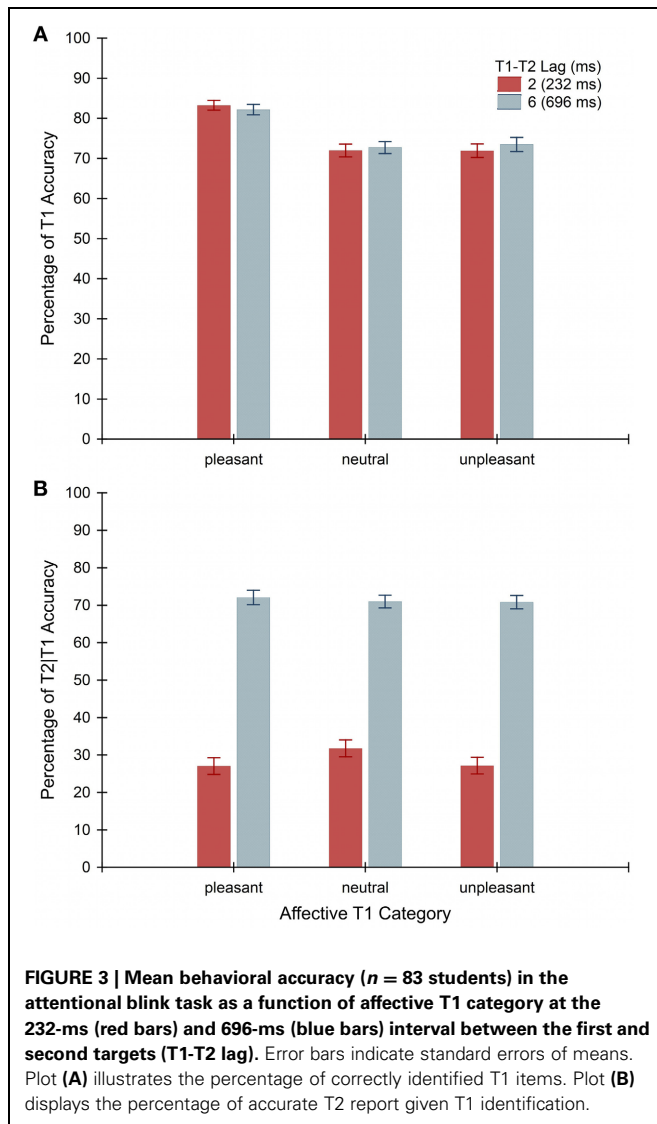 A
100
90
80
70
60
50
40
30
20
10
0
Percentage of T1 Accuracy
T1-T2 Lag (ms)
2 (232 ms)
6 (696 ms)
pleasant neutral unpleasant
B
100
90
80
70
60
50
40
30
20
10
0
Percentage of T2|T1 Accuracy
pleasant neutral unpleasant
Affective T1 Category
FIGURE 3 | Mean behavioral accuracy (n = 83 students) in the
attentional blink task as a function of affective T1 category at the
232-ms (red bars) and 696-ms (blue bars) interval between the first and
second targets (T1-T2 lag). Error bars indicate standard errors of means.
Plot (A) illustrates the percentage of correctly identified T1 items. Plot (B)
displays the percentage of accurate T2 report given T1 identification.